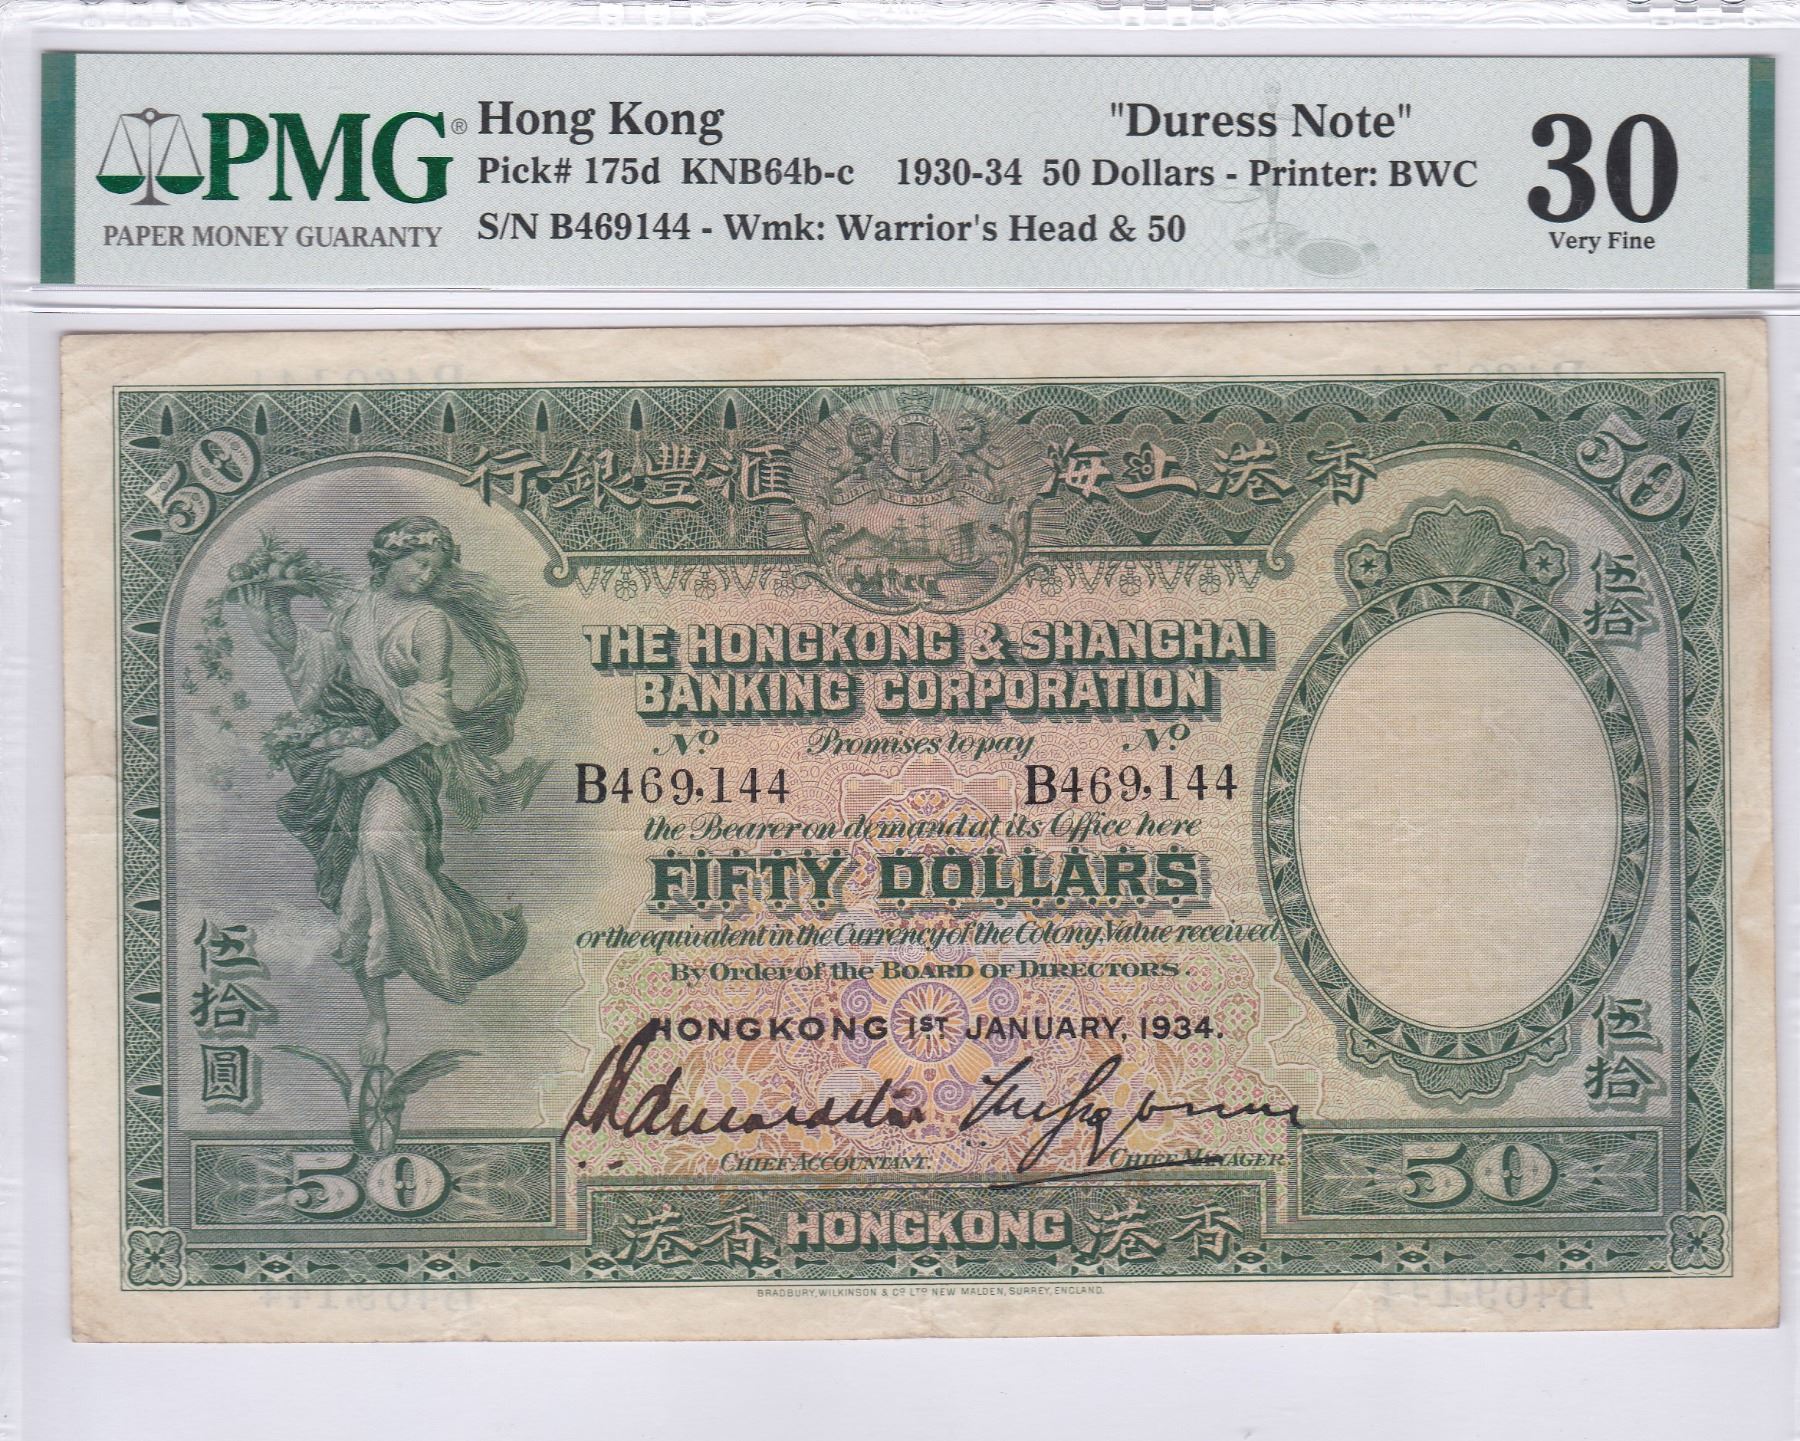 PMG®
PAPER MONEY GUARANTY
Hong Kong "Duress Note"
Pick# 175d KNB64b-c 1930-34 50 Dollars - Printer: BWC
S/N B469144 - Wmk: Warrior's Head & 50
30
Very Fine
50 50
行銀豐滙 海上港香
伍拾
THE HONGKONG & SHANGHAI
BANKING CORPORATION
Nº Promises to pay Nº
B469,144 B469,144
the Bearer on demand at its Office here
FIFTY DOLLARS
or the equivalent in the Currency of the Colony, Value received
By Order of the BOARD OF DIRECTORS.
伍拾圓
伍拾
HONGKONG 1ST JANUARY, 1934.
CHIEF ACCOUNTANT. CHIEF MANAGER.
50 50
港香 HONGKONG 港香
BRADBURY, WILKINSON & Cº LTD NEW MALDEN, SURREY, ENGLAND.